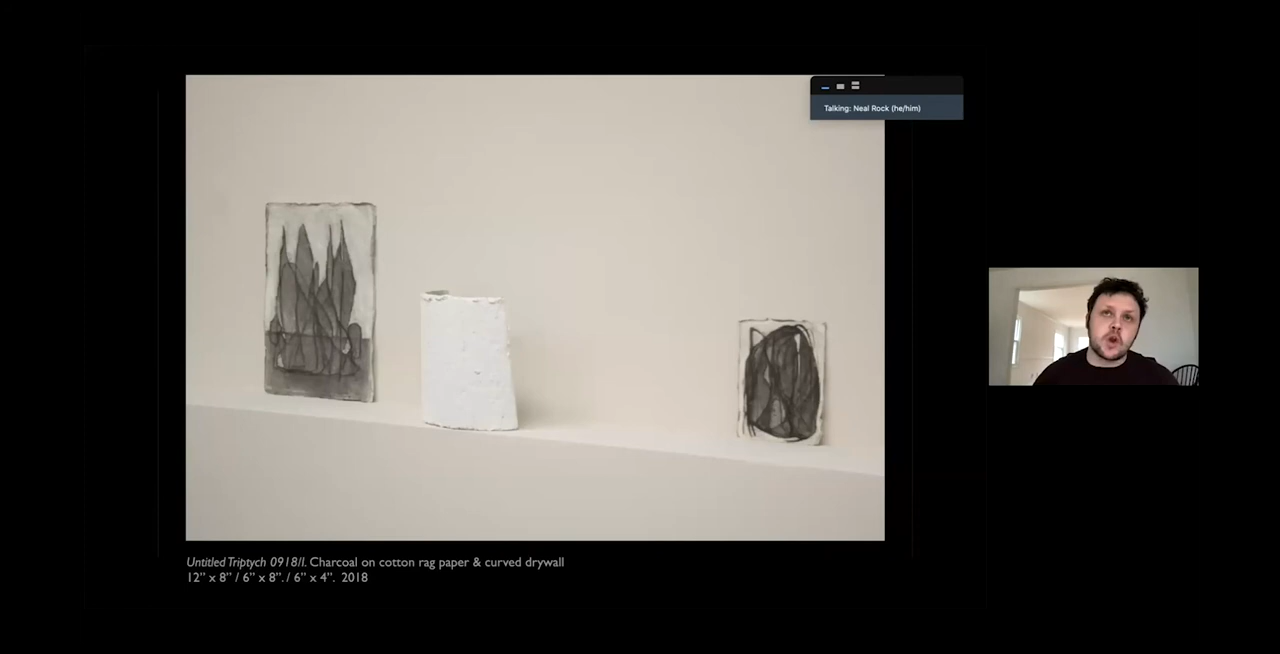 Talking: Neal Rock (he/him)
Untitled Triptych 0918/I. Charcoal on cotton rag paper & curved drywall
12” x 8” / 6” x 8”. / 6” x 4”.  2018